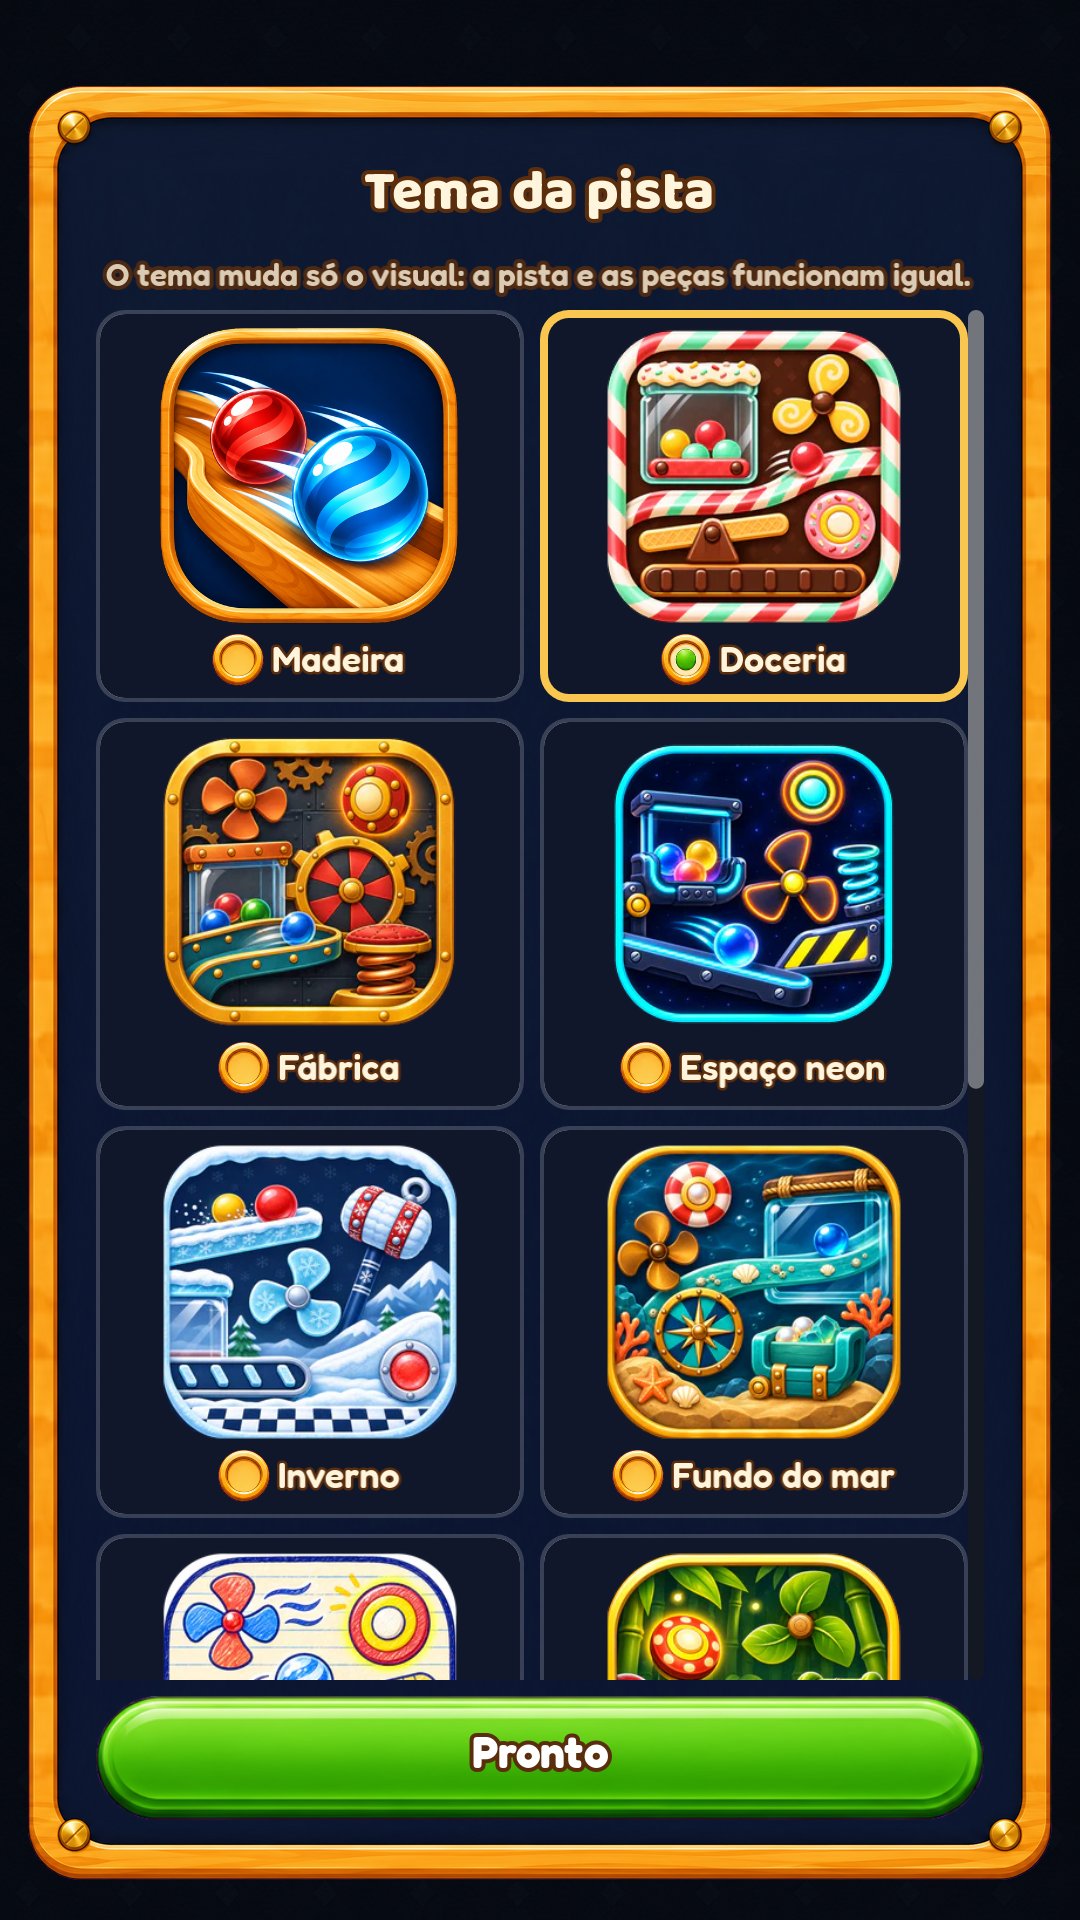 Tema da pista
O tema muda só o visual: a pista e as peças funcionam igual.
Madeira
Doceria
Fábrica
Espaço neon
Inverno
Fundo do mar
Pronto